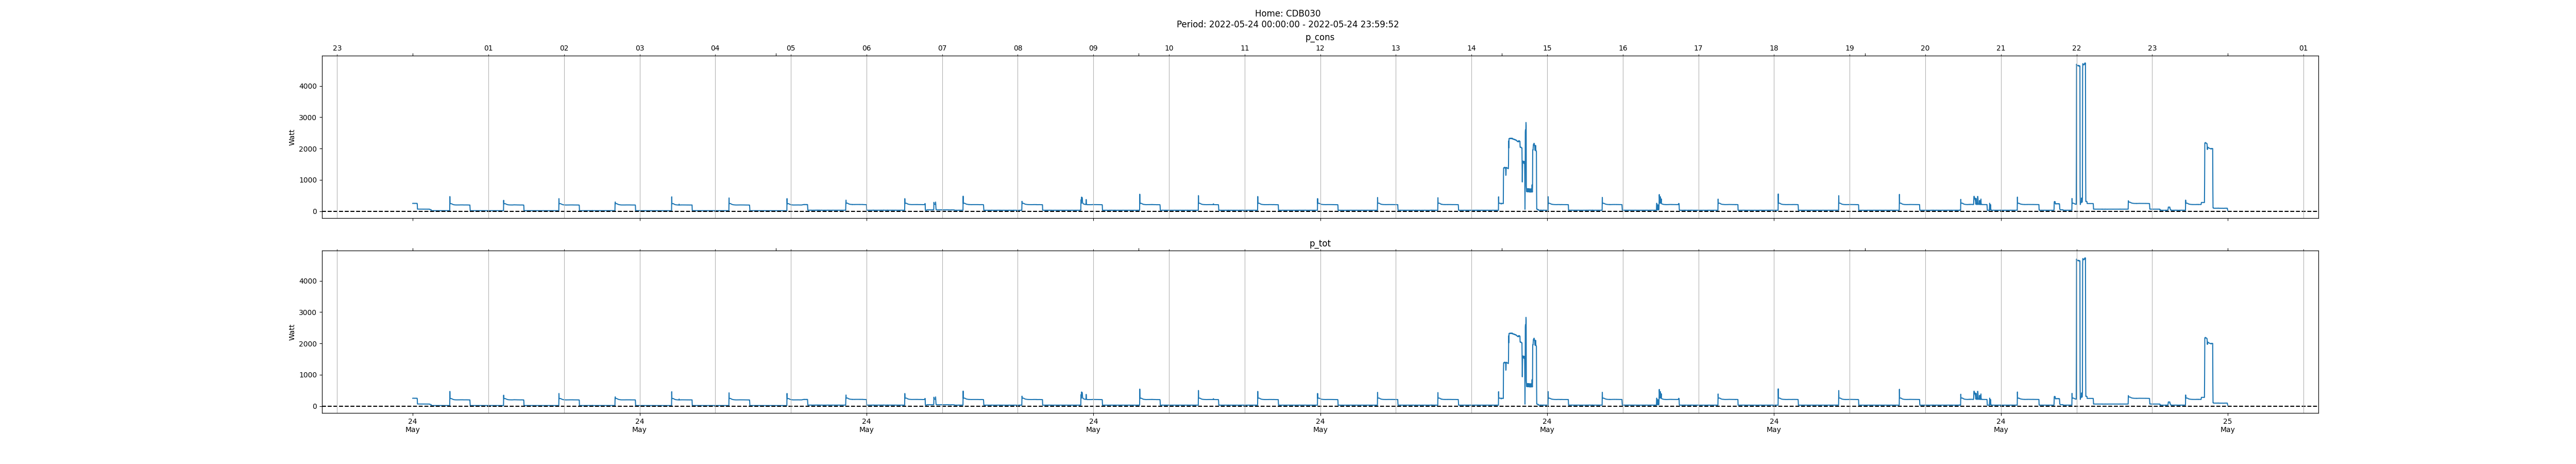 Home: CDB030
Period: 2022-05-24 00:00:00 - 2022-05-24 23:59:52
p_cons
23 01 02 03 04 05 06 07 08 09 10 11 12 13 14 15 16 17 18 19 20 21 22 23 01
4000
3000
2000
1000
0
Watt
p_tot
4000
3000
2000
1000
0
Watt
24 24 24 24 24 24 24 24 25
May May May May May May May May May